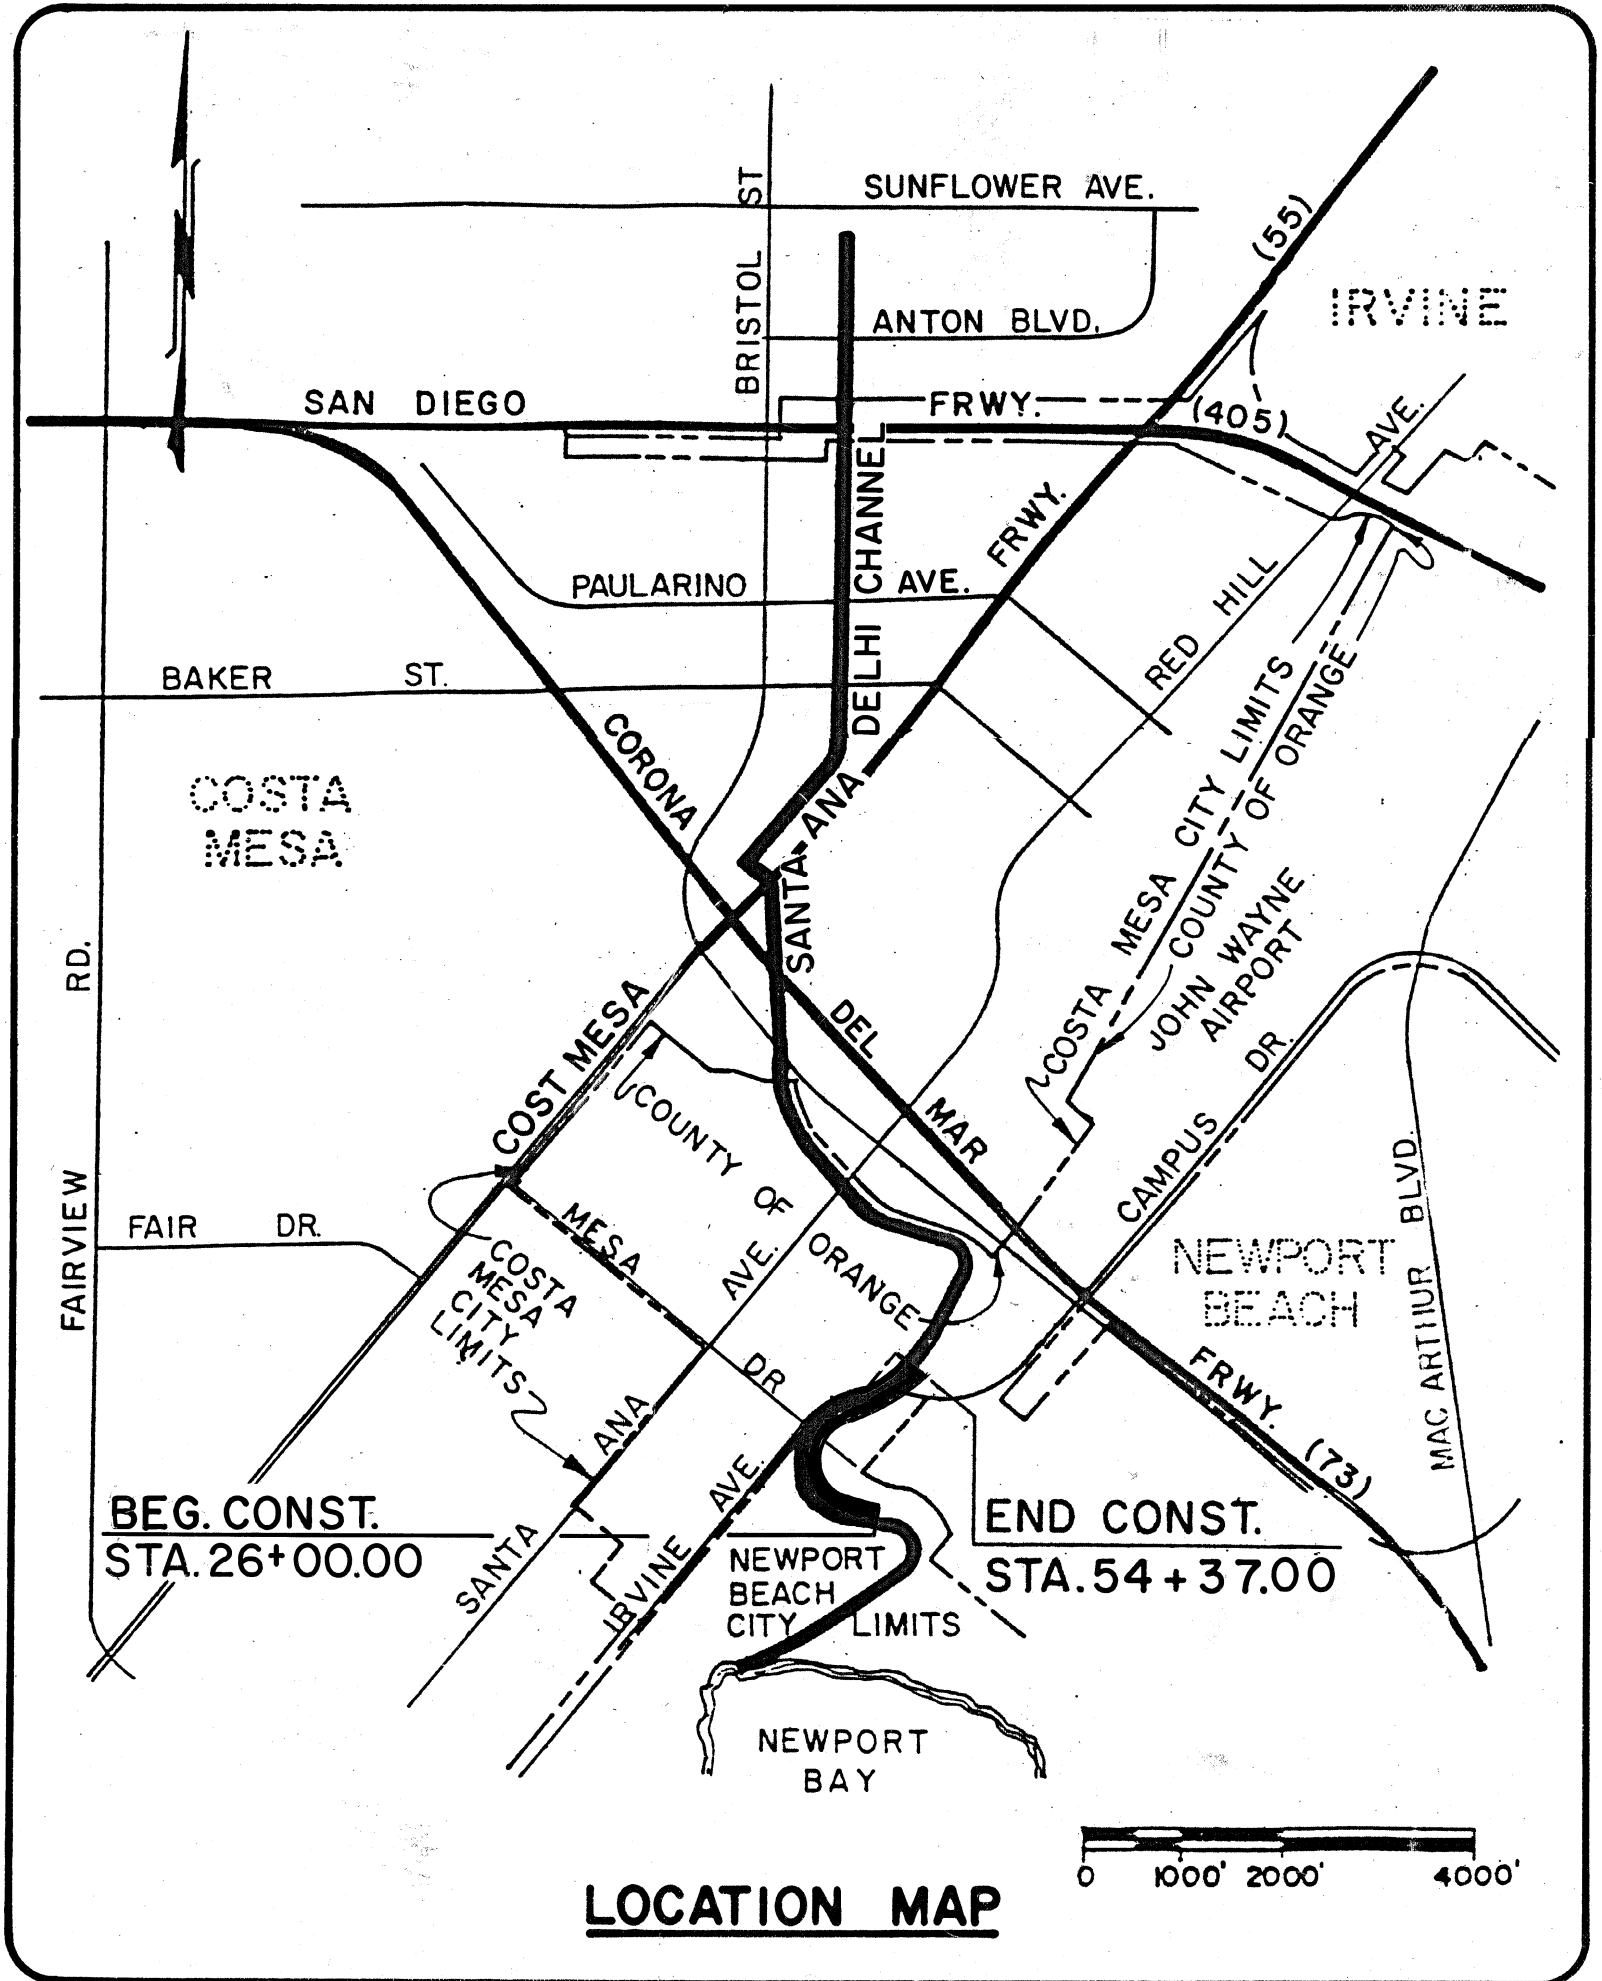 SUNFLOWER AVE.
BRISTOL ST
(55)
IRVINE
ANTON BLVD.
SAN DIEGO FRWY.
(405)
RED HILL AVE.
SANTA ANA DELHI CHANNEL
PAULARINO AVE.
COST MESA FRWY.
BAKER ST.
CORONA DEL MAR FRWY. (73)
COSTA
MESA
COSTA MESA CITY LIMITS
COUNTY OF ORANGE
JOHN WAYNE
AIRPORT
FAIRVIEW RD.
CAMPUS DR.
MAC ARTHUR BLVD.
COUNTY OF ORANGE
FAIR DR.
MESA DR
COSTA
MESA
CITY
LIMITS
SANTA ANA AVE.
NEWPORT
BEACH
IRVINE AVE.
BEG. CONST.
STA. 26+00.00
END CONST.
STA. 54+37.00
NEWPORT
BEACH
CITY LIMITS
NEWPORT
BAY
0 1000' 2000' 4000'
LOCATION MAP